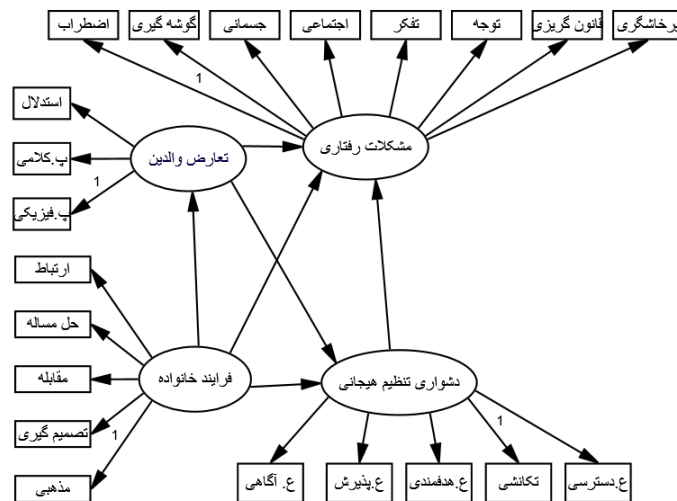 پرخاشگری
قانون گریزی
توجه
تفکر
اجتماعی
جسمانی
گوشه گیری
اضطراب
1
مشکلات رفتاری
تعارض والدین
استدلال
پ.کلامی
1
پ.فیزیکی
ارتباط
حل مساله
مقابله
تصمیم گیری
1
مذهبی
فرایند خانواده
دشواری تنظیم هیجانی
1
ع.دسترسی
تکانشی
ع.هدفمندی
ع.پذیرش
ع. آگاهی